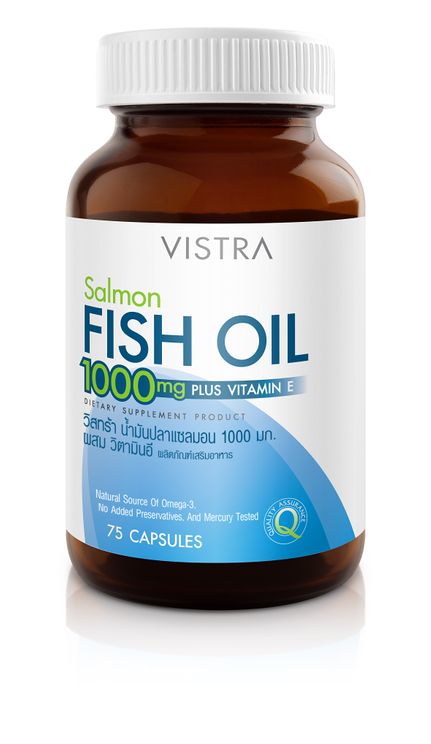 VISTRA
Salmon
FISH OIL
1000mg PLUS VITAMIN E
DIETARY SUPPLEMENT PRODUCT
วิสทร้า น้ำมันปลาแซลมอน 1000 มก.
ผสม วิตามินอี ผลิตภัณฑ์เสริมอาหาร
Natural Source Of Omega-3,
No Added Preservatives, And Mercury Tested
75 CAPSULES
QUALITY ASSURANCE
Q